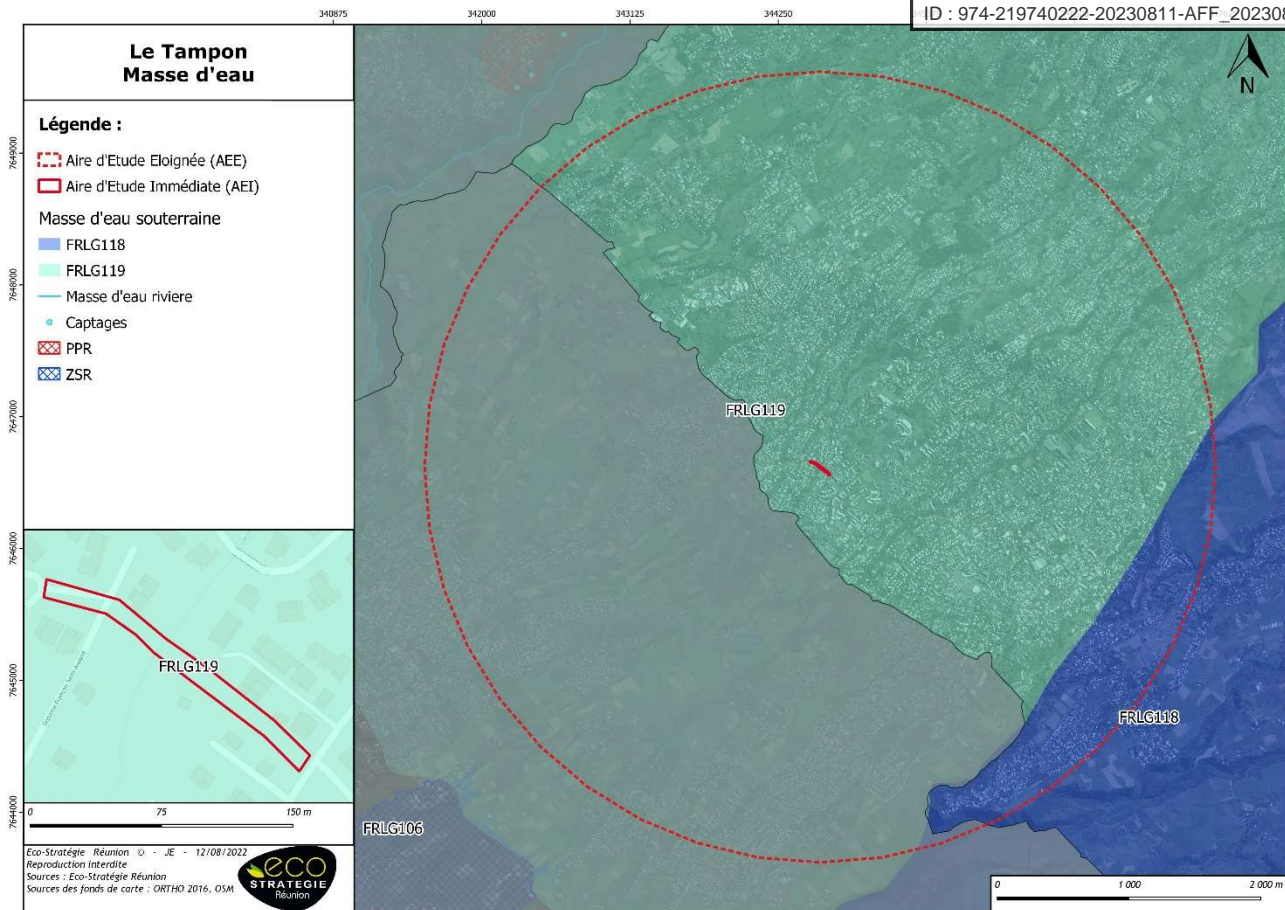 340875 342000 343125 344250
ID : 974-219740222-20230811-AFF_20230
Le Tampon
Masse d'eau
Légende :
Aire d'Etude Eloignée (AEE)
Aire d'Etude Immédiate (AEI)
Masse d'eau souterraine
FRLG118
FRLG119
Masse d'eau riviere
Captages
PPR
ZSR
7649000
7648000
7647000
7646000
7645000
7644000
N
FRLG119
FRLG118
FRLG106
FRLG119
0 75 150 m
0 1 000 2 000 m
Eco-Stratégie Réunion © - JE - 12/08/2022
Reproduction interdite
Sources : Eco-Stratégie Réunion
Sources des fonds de carte : ORTHO 2016, OSM
eco
STRATEGIE
Réunion